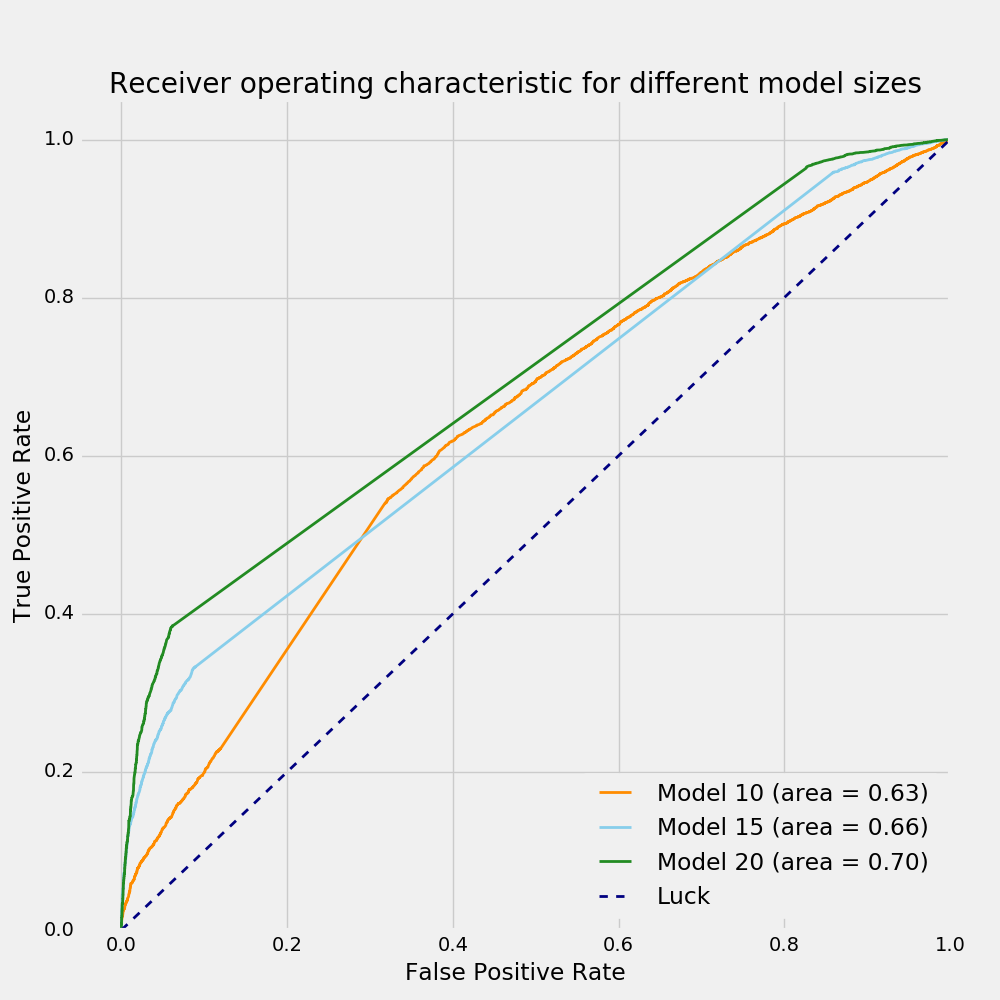 Receiver operating characteristic for different model sizes
1.0
0.8
0.6
0.4
0.2
0.0
True Positive Rate
Model 10 (area = 0.63)
Model 15 (area = 0.66)
Model 20 (area = 0.70)
Luck
0.0 0.2 0.4 0.6 0.8 1.0
False Positive Rate